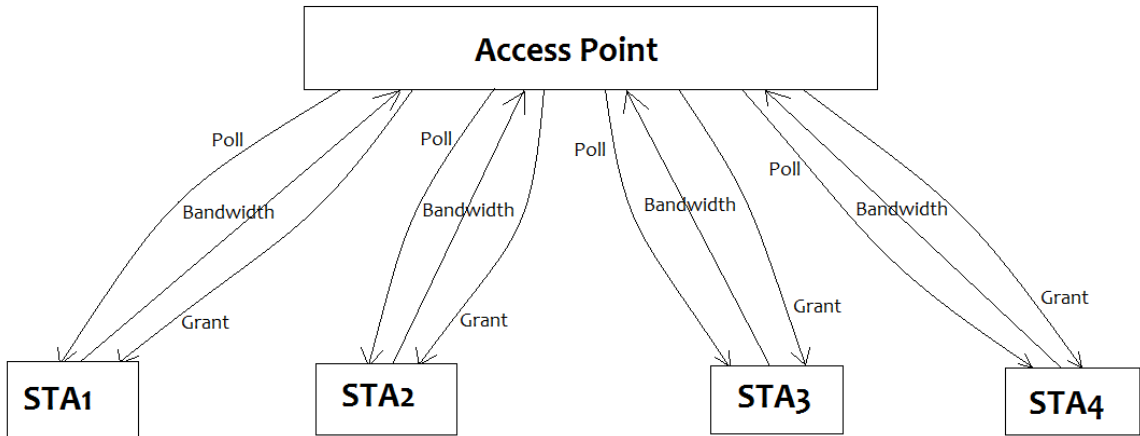 Access Point
Poll
Poll
Poll
Poll
Bandwidth
Bandwidth
Bandwidth
Bandwidth
Grant
Grant
Grant
Grant
STA1
STA2
STA3
STA4